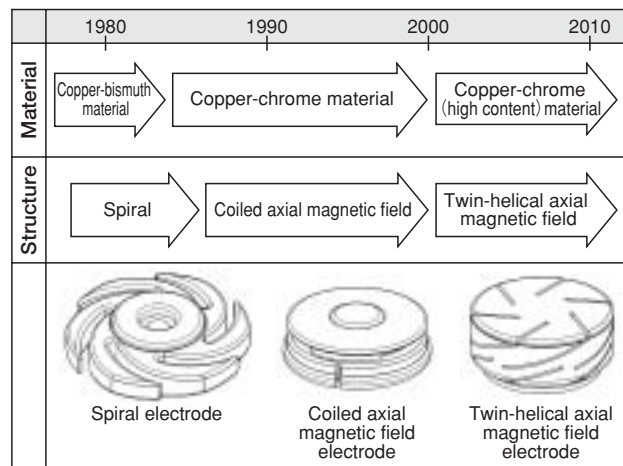 1980 1990 2000 2010
Material
Copper-bismuth
material
Copper-chrome material
Copper-chrome
(high content) material
Structure
Spiral
Coiled axial magnetic field
Twin-helical axial
magnetic field
Spiral electrode
Coiled axial
magnetic field
electrode
Twin-helical axial
magnetic field
electrode